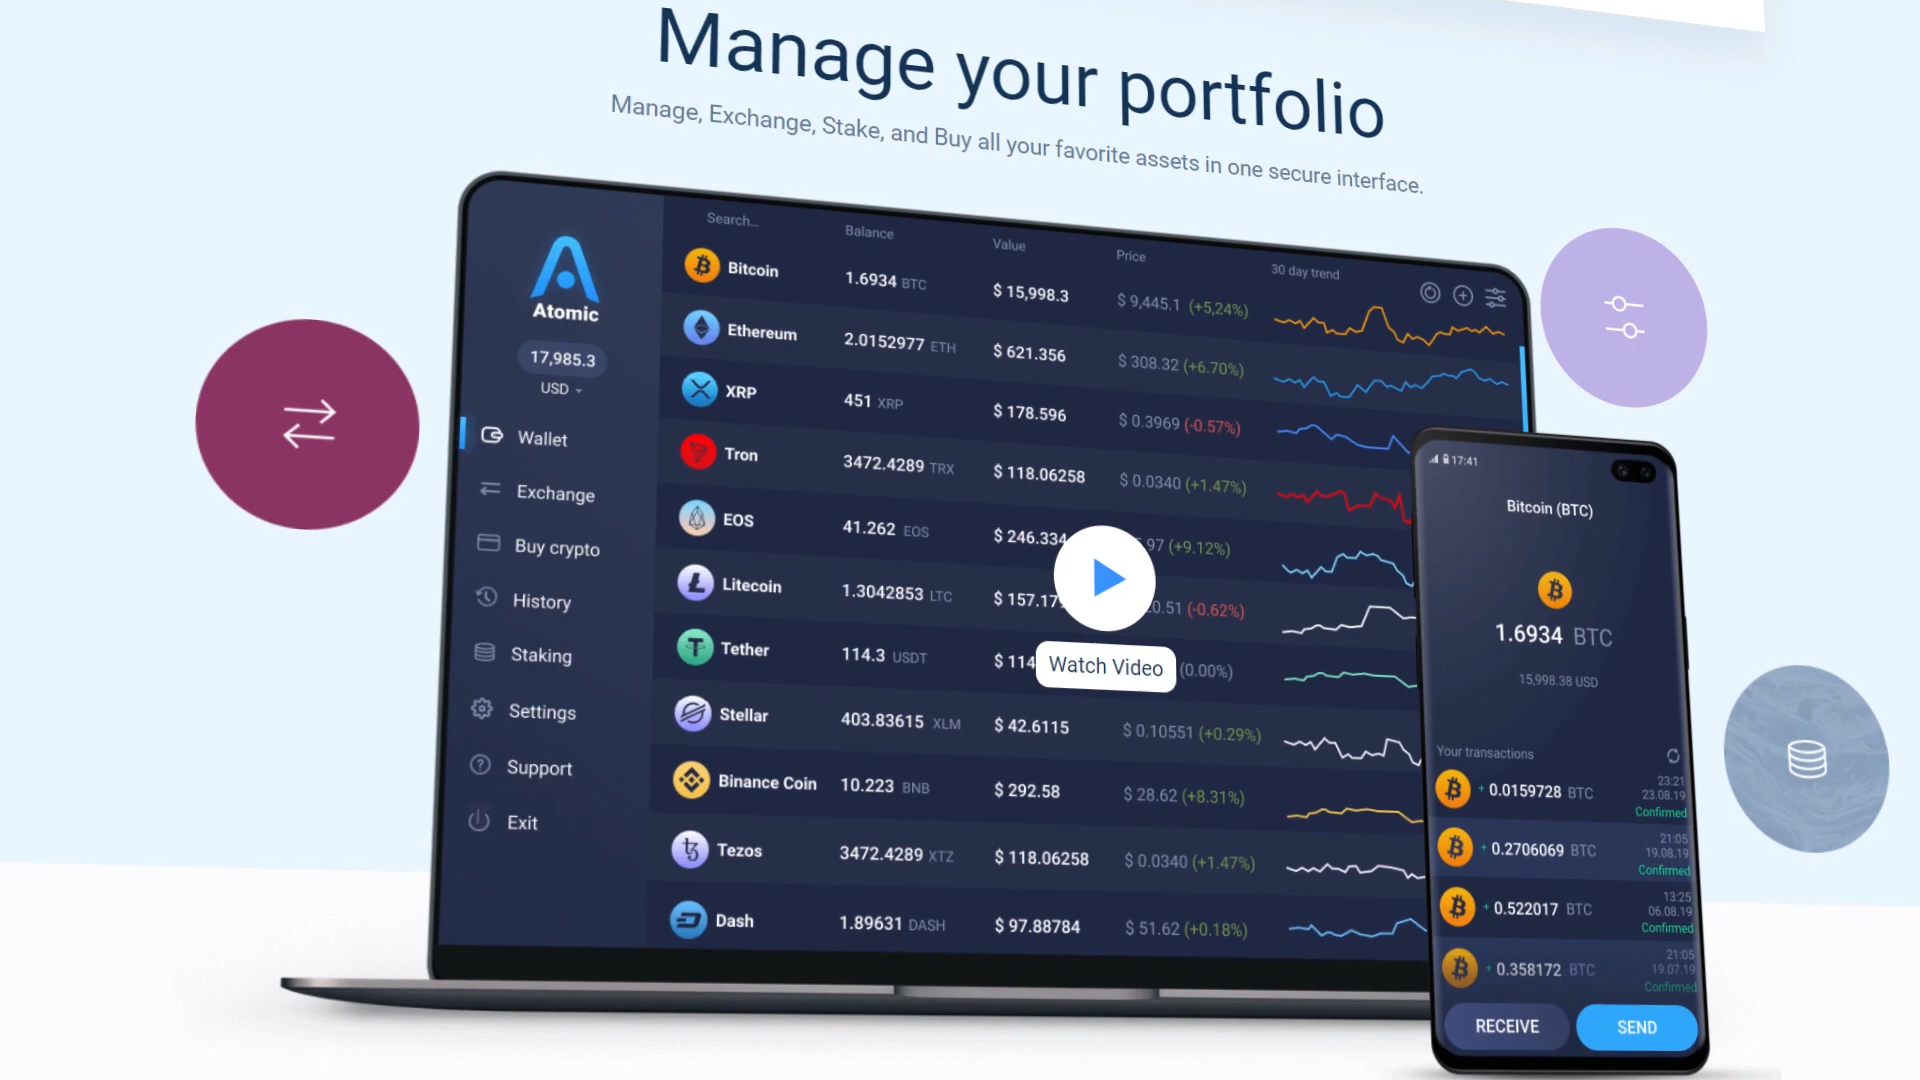 Manage your portfolio
Manage, Exchange, Stake, and Buy all your favorite assets in one secure interface.
Atomic
17,985.3
USD
Wallet
Exchange
Buy crypto
History
Staking
Settings
Support
Exit
Search... Balance Value Price 30 day trend
Bitcoin 1.6934 BTC $ 15,998.3 $ 9,445.1 (+5,24%)
Ethereum 2.0152977 ETH $ 621.356 $ 308.32 (+6.70%)
XRP 451 XRP $ 178.596 $ 0.3969 (-0.57%)
Tron 3472.4289 TRX $ 118.06258 $ 0.0340 (+1.47%)
EOS 41.262 EOS $ 246.334 97 (+9.12%)
Litecoin 1.3042853 LTC $ 157.17 0.51 (-0.62%)
Tether 114.3 USDT $ 114 (0.00%)
Stellar 403.83615 XLM $ 42.6115 $ 0.10551 (+0.29%)
Binance Coin 10.223 BNB $ 292.58 $ 28.62 (+8.31%)
Tezos 3472.4289 XTZ $ 118.06258 $ 0.0340 (+1.47%)
Dash 1.89631 DASH $ 97.88784 $ 51.62 (+0.18%)
Watch Video
17:41
Bitcoin (BTC)
1.6934 BTC
15,998.38 USD
Your transactions
+ 0.0159728 BTC
23:21
23.08.19
Confirmed
+ 0.2706069 BTC
21:05
19.08.19
Confirmed
+ 0.522017 BTC
13:25
06.08.19
Confirmed
+ 0.358172 BTC
21:05
19.07.19
Confirmed
RECEIVE SEND